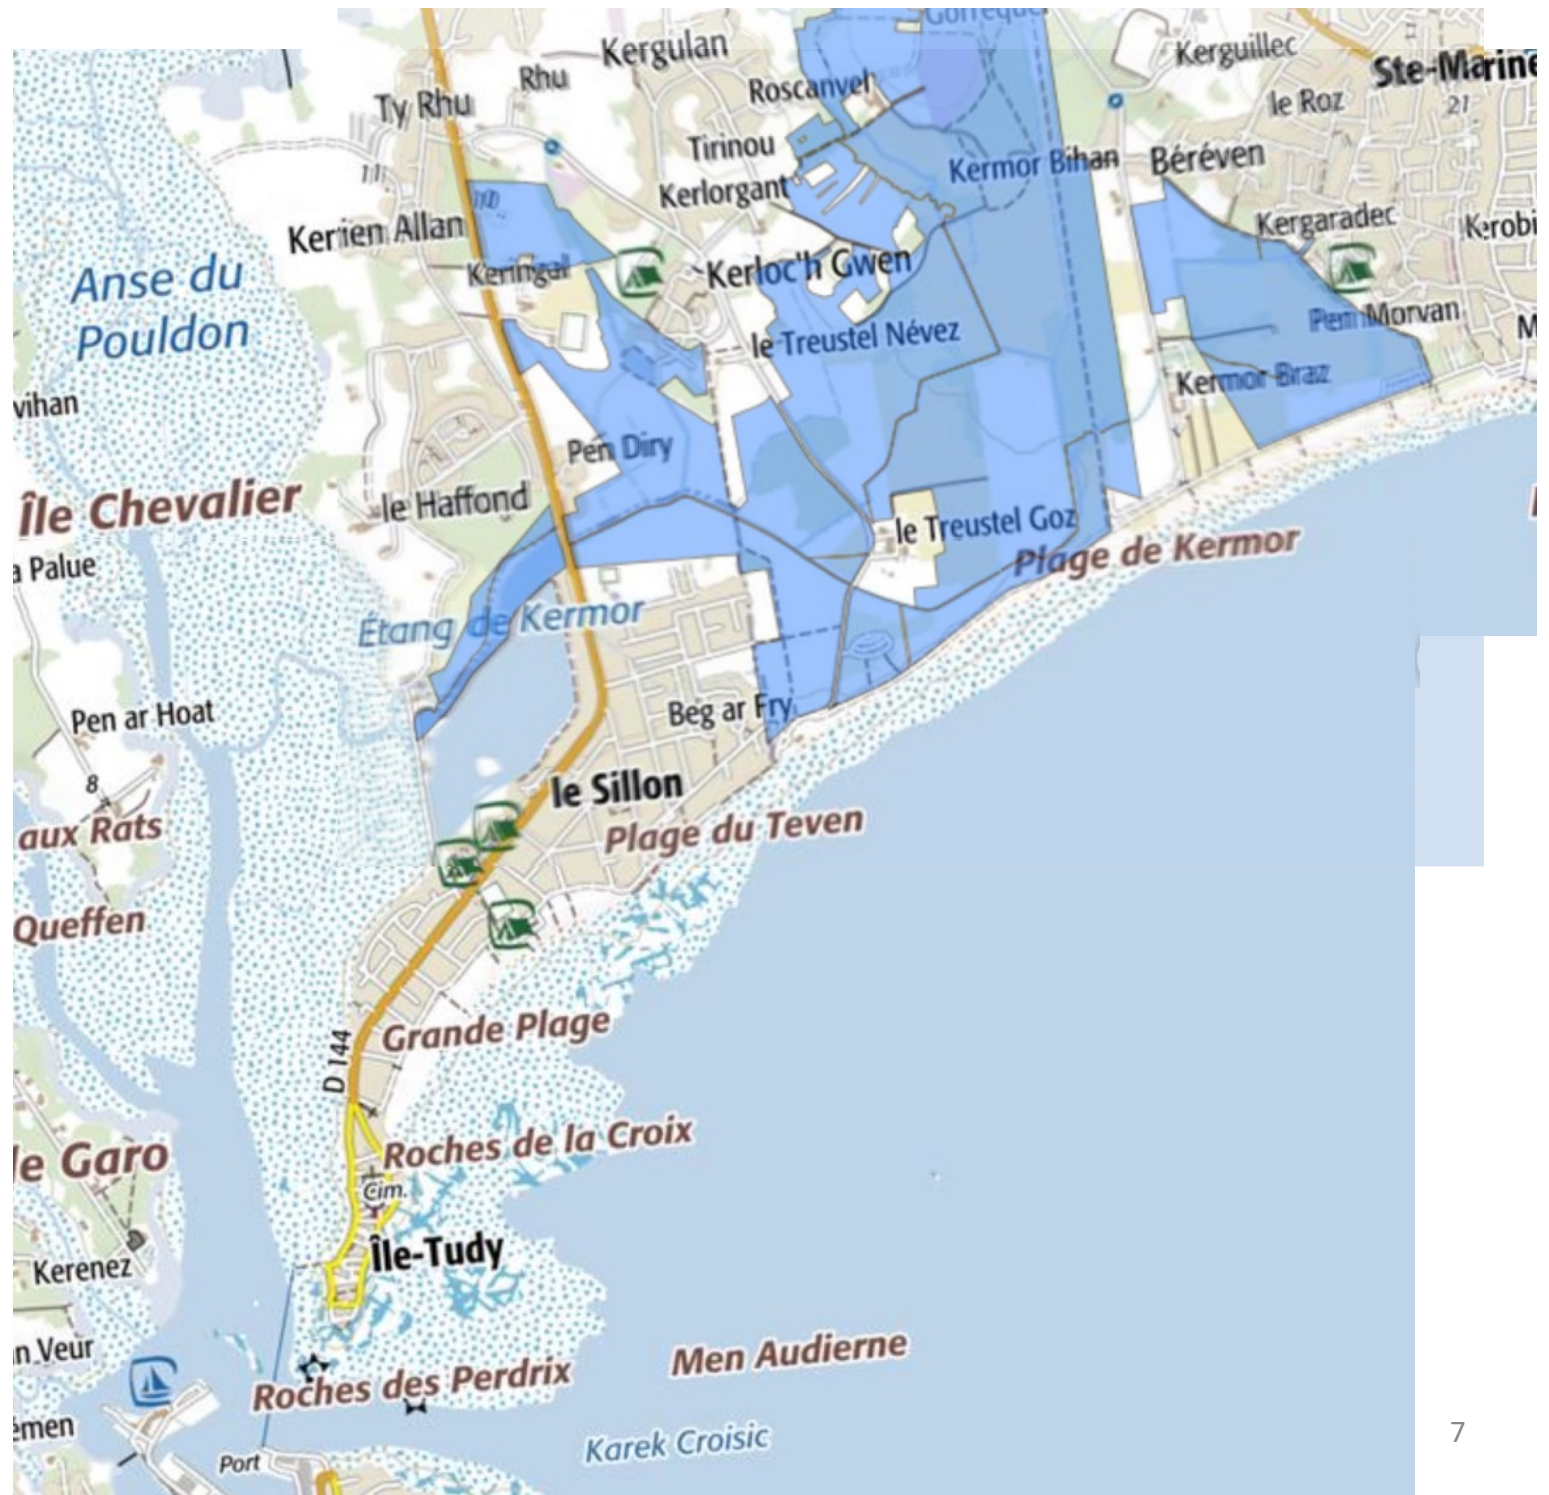 Kergulan
Kerguillec
Rhu
Roscanvel
Ste-Marine
Ty Rhu
le Roz
21
Tirinou
11
Kermor Bihan
Béréven
Kerlorgant
Kerien Allan
Kergaradec
Anse du
Pouldon
Keringal
Kerloc'h Gwen
Pem Morvan
le Treustel Névez
Kermor Braz
vihan
Pen Diry
Île Chevalier
le Haffond
le Treustel Goz
Plage de Kermor
a Palue
Étang de Kermor
Pen ar Hoat
Beg ar Fry
8
le Sillon
aux Rats
Plage du Teven
Queffen
Grande Plage
D 144
Roches de la Croix
le Garo
Cim.
Île-Tudy
Kerenez
n Veur
Men Audierne
Roches des Perdrix
émen
Karek Croisic
Port
7